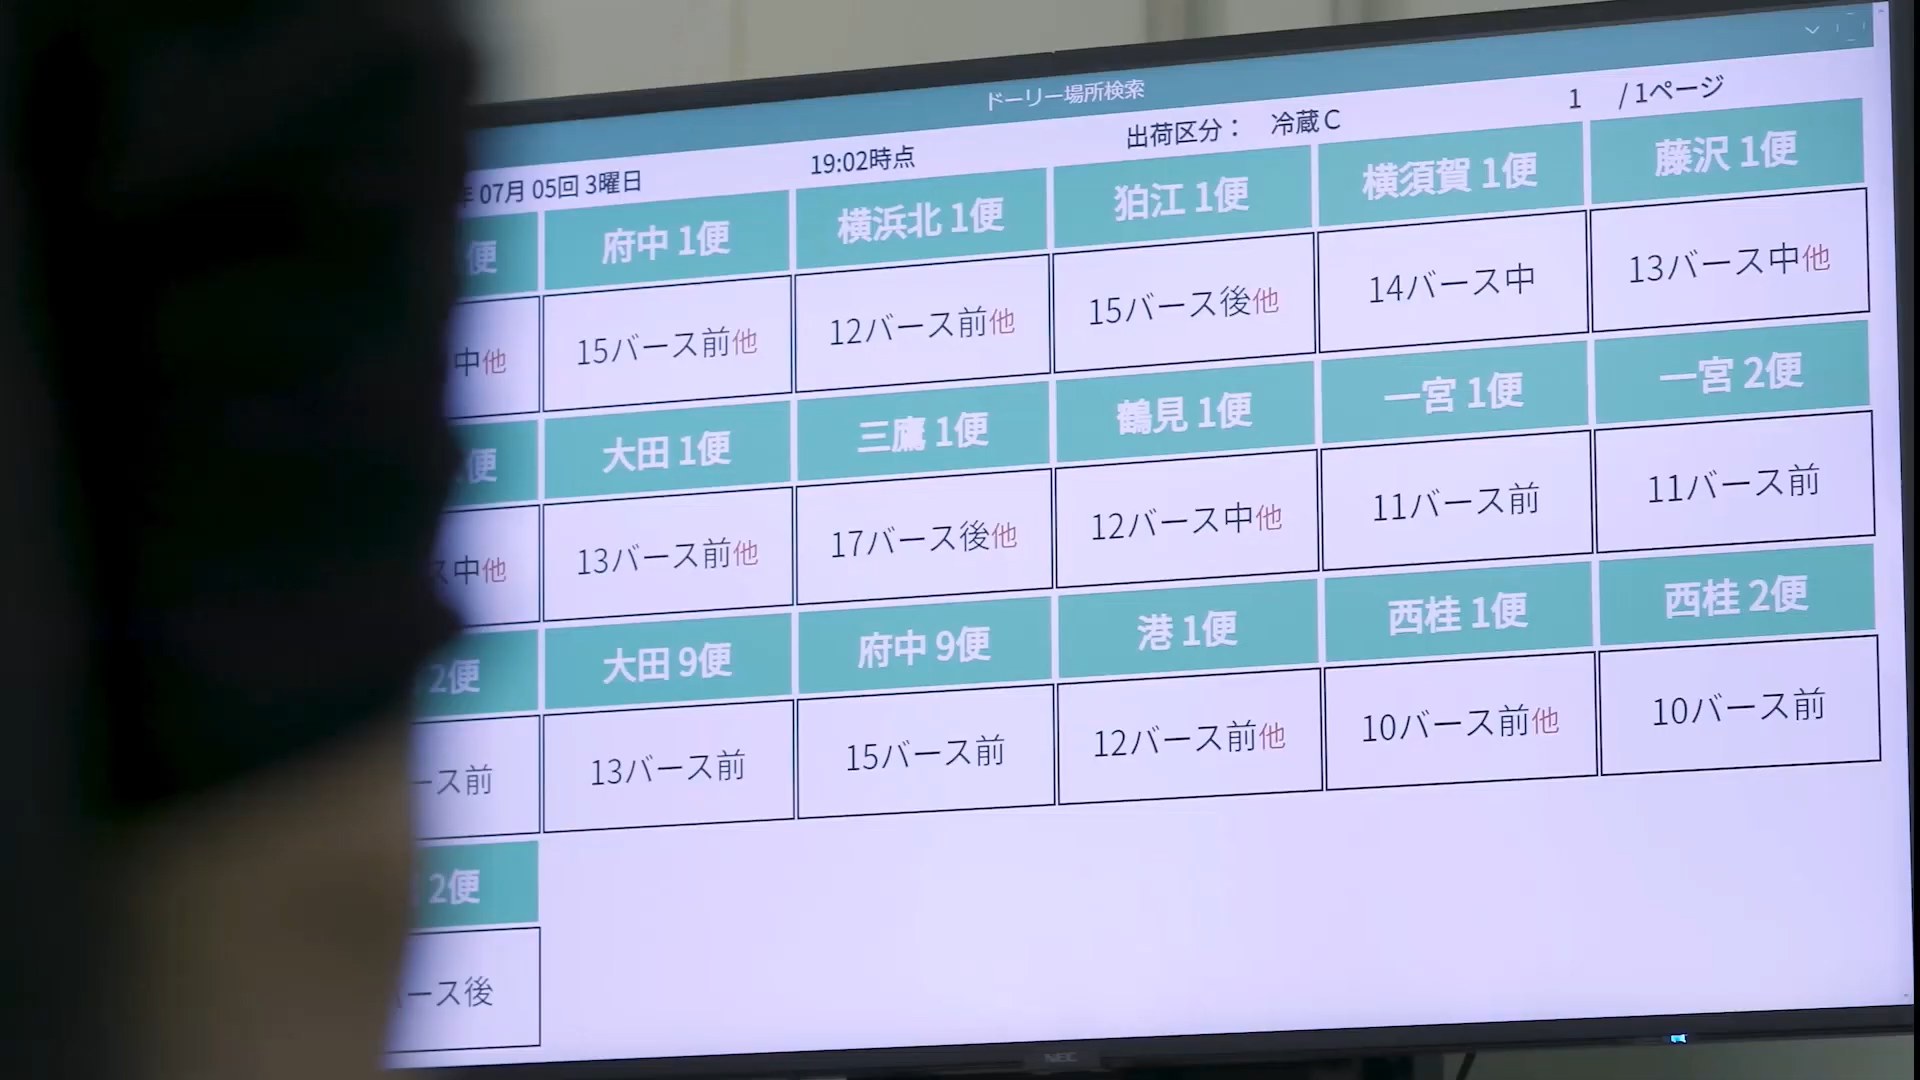 ドーリー場所検索
年 07月 05回 3曜日 19:02時点 出荷区分： 冷蔵C 1 / 1ページ
便 府中 1便 横浜北 1便 狛江 1便 横須賀 1便 藤沢 1便
中他 15バース前他 12バース前他 15バース後他 14バース中 13バース中他
便 大田 1便 三鷹 1便 鶴見 1便 一宮 1便 一宮 2便
ス中他 13バース前他 17バース後他 12バース中他 11バース前 11バース前
2便 大田 9便 府中 9便 港 1便 西桂 1便 西桂 2便
ース前 13バース前 15バース前 12バース前他 10バース前他 10バース前
2便
ース後
NEC